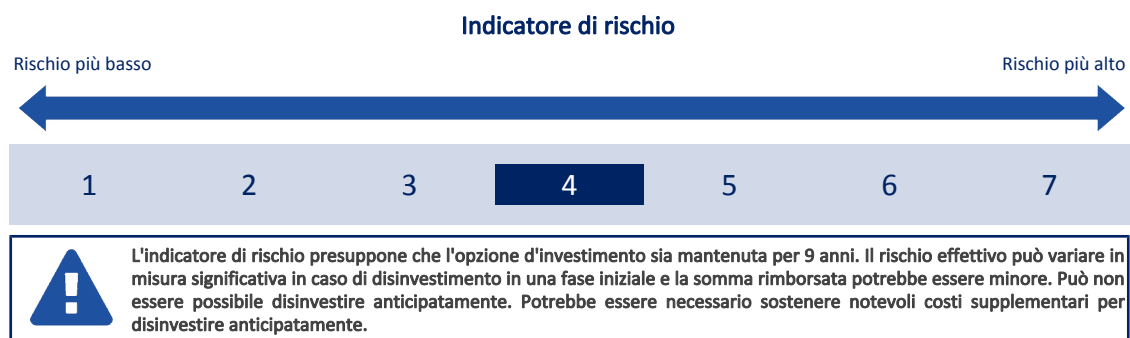 Indicatore di rischio
Rischio più basso
Rischio più alto
1 2 3 4 5 6 7
L'indicatore di rischio presuppone che l'opzione d'investimento sia mantenuta per 9 anni. Il rischio effettivo può variare in
misura significativa in caso di disinvestimento in una fase iniziale e la somma rimborsata potrebbe essere minore. Può non
essere possibile disinvestire anticipatamente. Potrebbe essere necessario sostenere notevoli costi supplementari per
disinvestire anticipatamente.